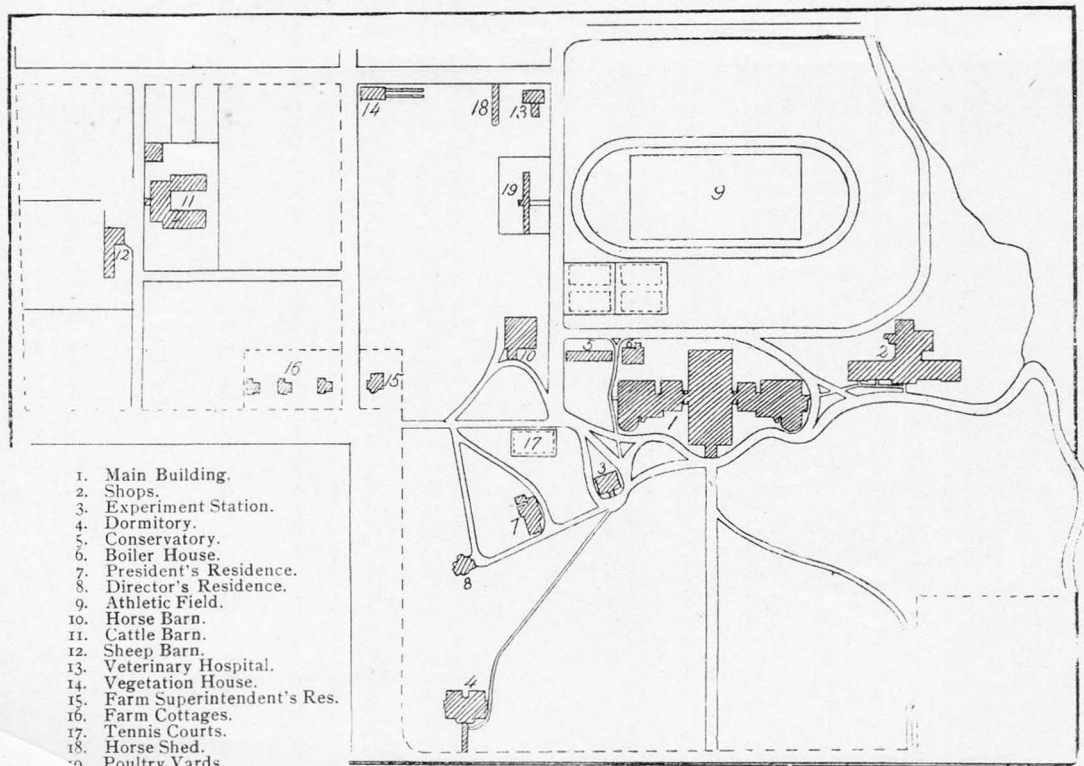 14
18
13
19
9
11
12
10
5
6
2
16
15
1
17
3
7
8
4
1. Main Building.
2. Shops.
3. Experiment Station.
4. Dormitory.
5. Conservatory.
6. Boiler House.
7. President's Residence.
8. Director's Residence.
9. Athletic Field.
10. Horse Barn.
11. Cattle Barn.
12. Sheep Barn.
13. Veterinary Hospital.
14. Vegetation House.
15. Farm Superintendent's Res.
16. Farm Cottages.
17. Tennis Courts.
18. Horse Shed.
19. Poultry Yards